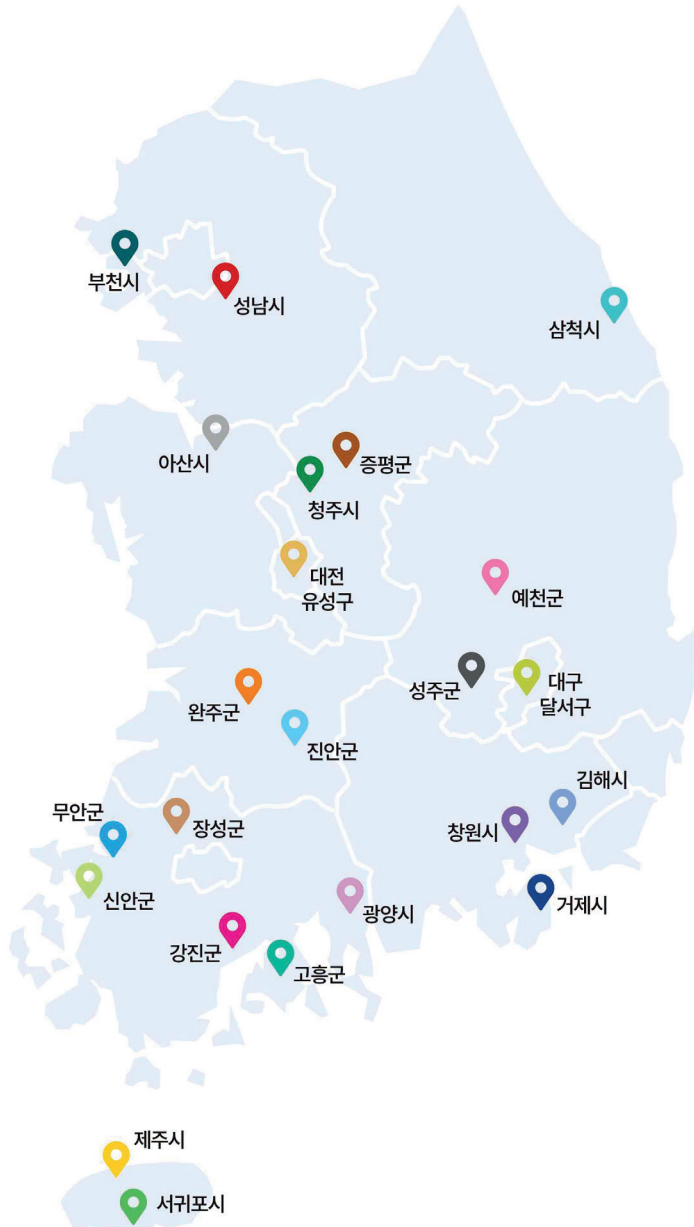 부천시
성남시
삼척시
아산시
증평군
청주시
대전
유성구
예천군
성주군
대구
달서구
완주군
진안군
김해시
무안군
장성군
창원시
신안군
광양시
거제시
강진군
고흥군
제주시
서귀포시